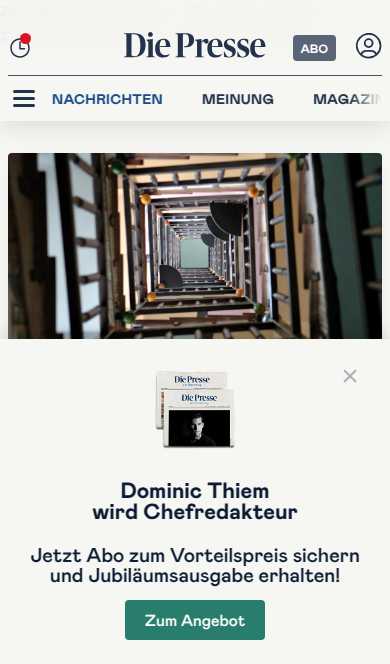 Die Presse
ABO
NACHRICHTEN MEINUNG MAGAZIN
Die Presse
Die Presse
Dominic Thiem
wird Chefredakteur
Jetzt Abo zum Vorteilspreis sichern
und Jubiläumsausgabe erhalten!
Zum Angebot